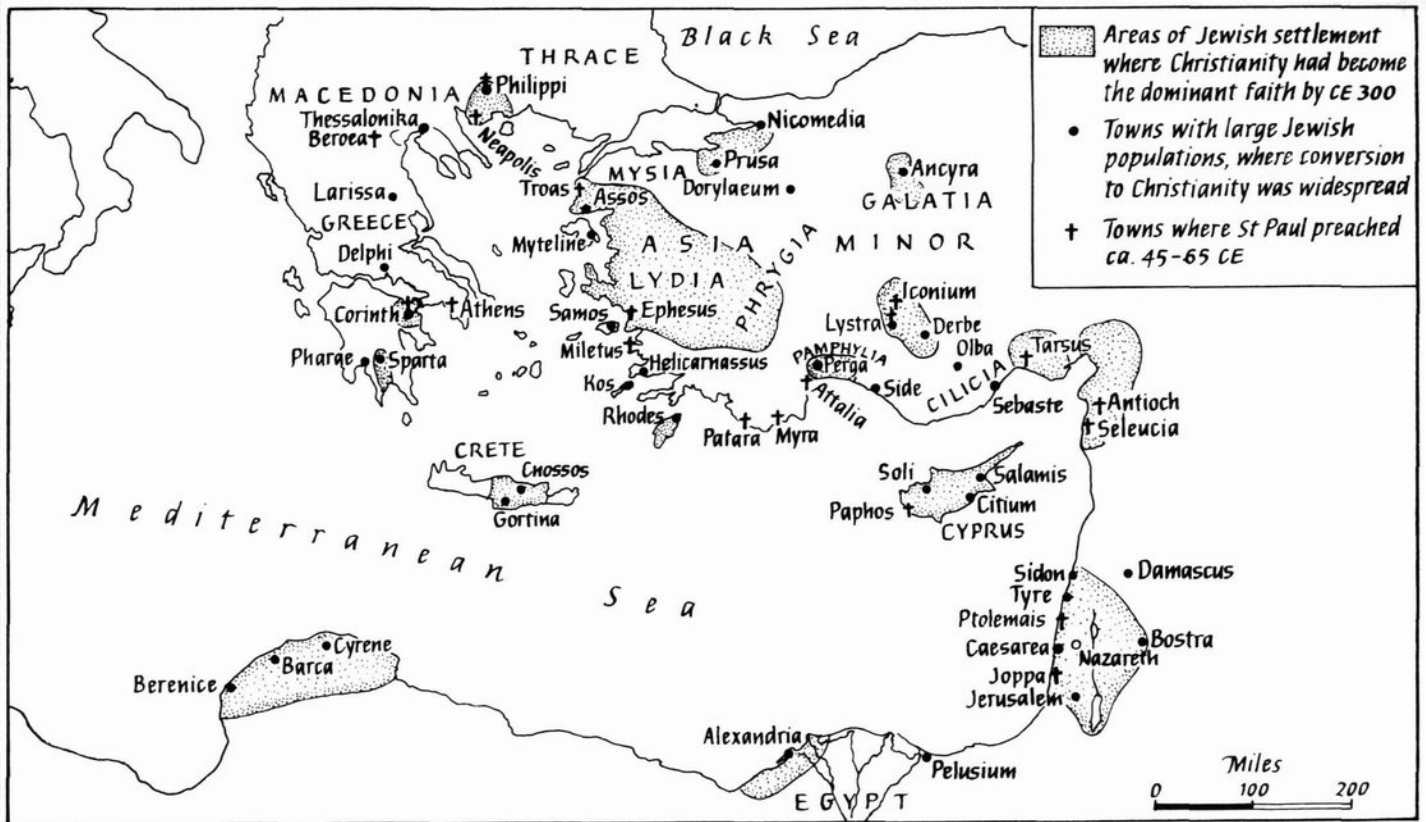 Black Sea
THRACE
Philippi
MACEDONIA
Thessalonika
Beroea
Neapolis
Nicomedia
Prusa
MYSIA
Dorylaeum
Ancyra
GALATIA
Troas
Assos
Larissa
GREECE
Myteline
ASIA
MINOR
Delphi
LYDIA
PHRYGIA
Corinth
Athens
Samos
Ephesus
Iconium
Lystra
Derbe
Miletus
Olba
Tarsus
Pharae
Sparta
Helicarnassus
PAMPHYLIA
Perga
Kos
Attalia
Side
CILICIA
Sebaste
Antioch
Seleucia
Rhodes
Patara
Myra
CRETE
Cnossos
Gortina
Soli
Salamis
Paphos
Citium
CYPRUS
Mediterranean Sea
Sidon
Damascus
Tyre
Ptolemais
Caesarea
Nazareth
Bostra
Joppa
Jerusalem
Cyrene
Barca
Berenice
Alexandria
Pelusium
EGYPT
Areas of Jewish settlement
where Christianity had become
the dominant faith by CE 300
Towns with large Jewish
populations, where conversion
to Christianity was widespread
Towns where St Paul preached
ca. 45-65 CE
Miles
0 100 200